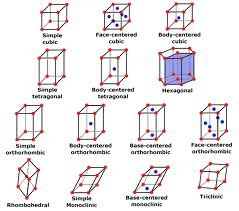 Simple
cubic
Face-centered
cubic
Body-centered
cubic
Simple
tetragonal
Body-centered
tetragonal
Hexagonal
Simple
orthorhombic
Body-centered
orthorhombic
Base-centered
orthorhombic
Face-centered
orthorhombic
Rhombohedral
Simple
Monoclinic
Base-centered
monoclinic
Triclinic